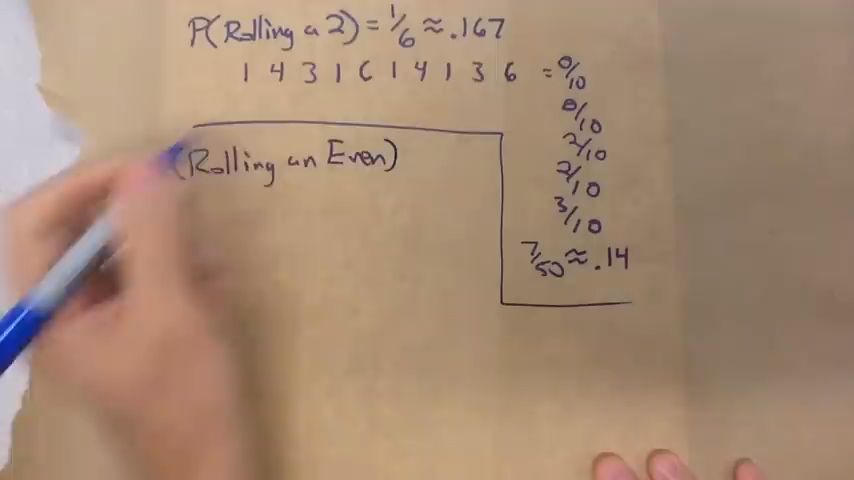 P(Rolling a 2) = 1/6 ≈ .167
1 4 3 1 6 1 4 1 3 6 = 0/10
0/10
2/10
2/10
3/10
7/50 ≈ .14
(Rolling an Even)